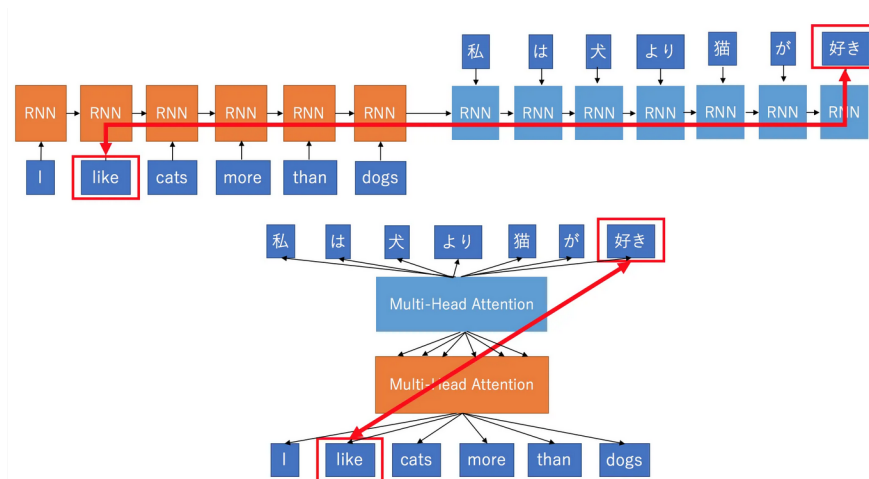 私 は 犬 より 猫 が 好き
RNN RNN RNN RNN RNN RNN RNN RNN RNN RNN RNN RNN RNN
I like cats more than dogs
私 は 犬 より 猫 が 好き
Multi-Head Attention
Multi-Head Attention
I like cats more than dogs